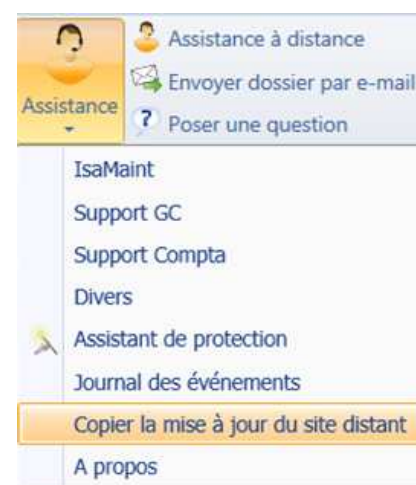 Assistance
Assistance à distance
Envoyer dossier par e-mail
? Poser une question
IsaMaint
Support GC
Support Compta
Divers
Assistant de protection
Journal des événements
Copier la mise à jour du site distant
A propos